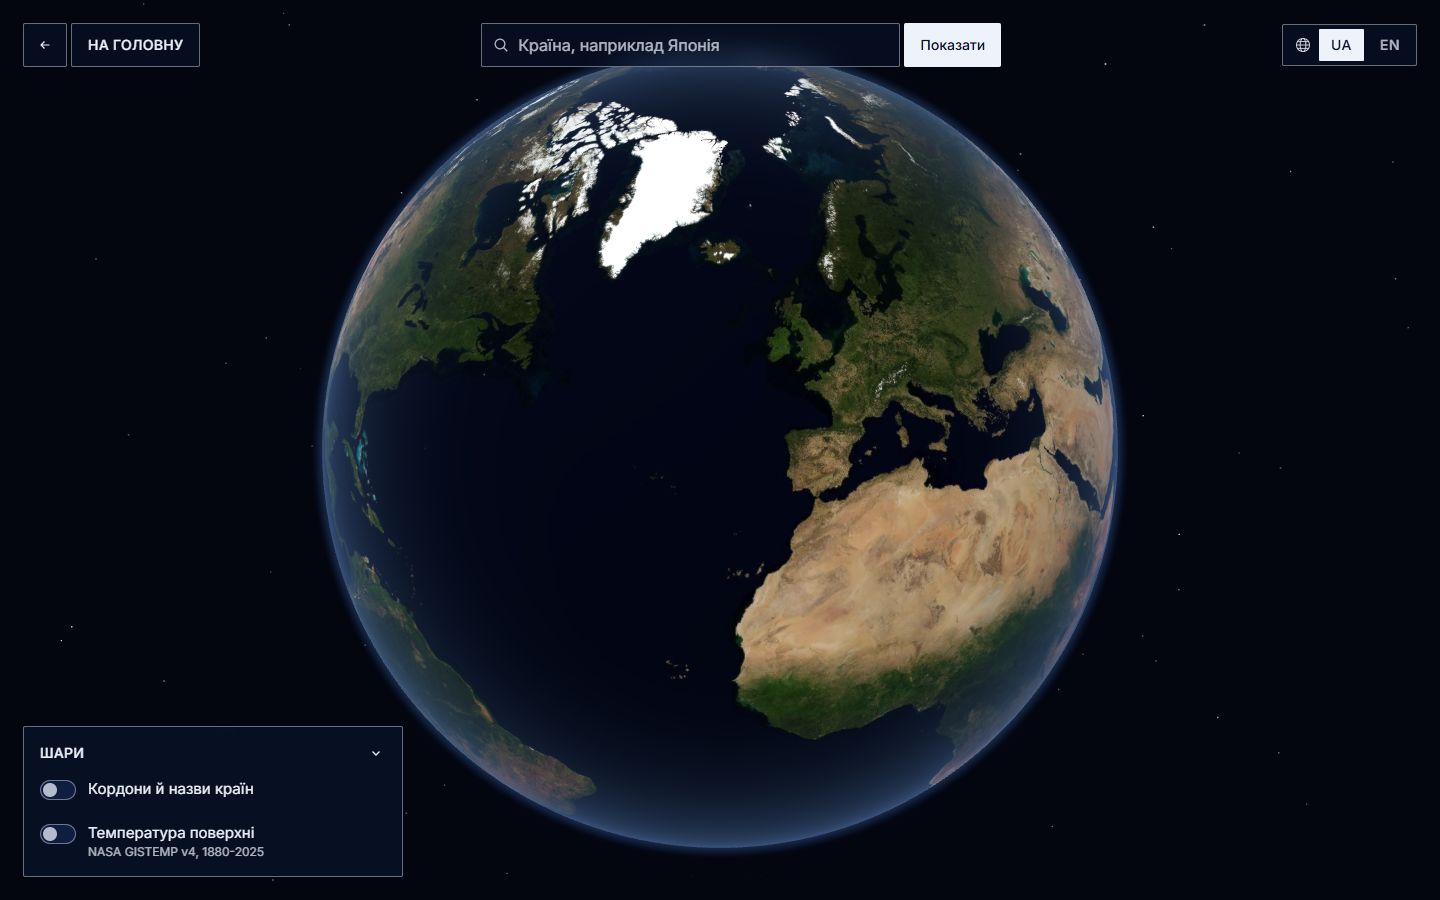 НА ГОЛОВНУ
Країна, наприклад Японія
Показати
UA
EN
ШАРИ
Кордони й назви країн
Температура поверхні
NASA GISTEMP v4, 1880-2025